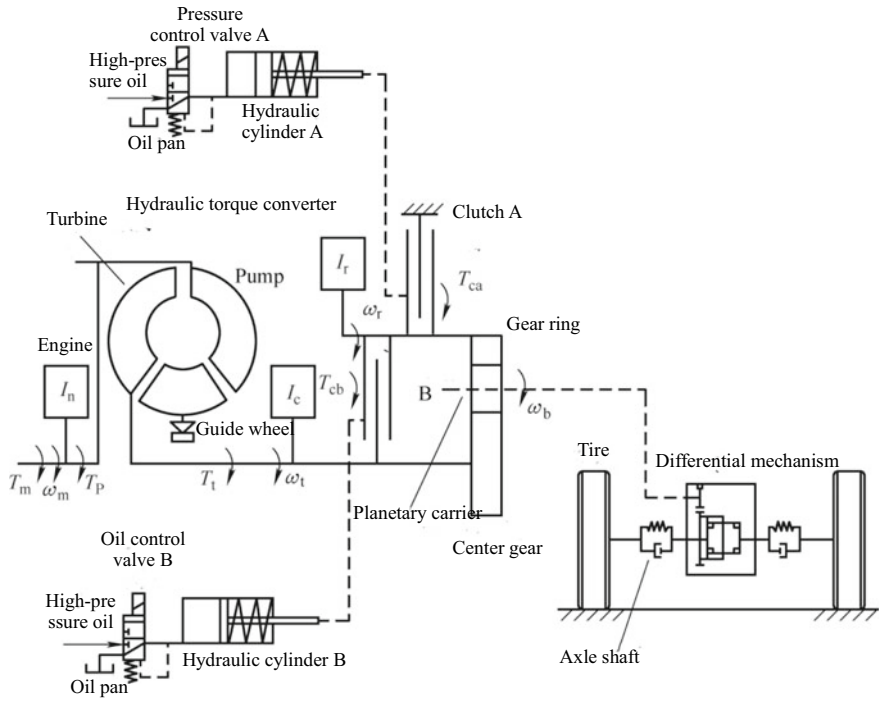 Pressure
control valve A
High-pres
sure oil
Oil pan
Hydraulic
cylinder A
Hydraulic torque converter
Turbine
Pump
Clutch A
I_r
T_ca
ω_r
Gear ring
Engine
I_n
I_c
T_cb
B
ω_b
Guide wheel
T_m
ω_m
T_P
T_t
ω_t
Planetary carrier
Center gear
Tire
Differential mechanism
Axle shaft
Oil control
valve B
High-pre
ssure oil
Hydraulic cylinder B
Oil pan